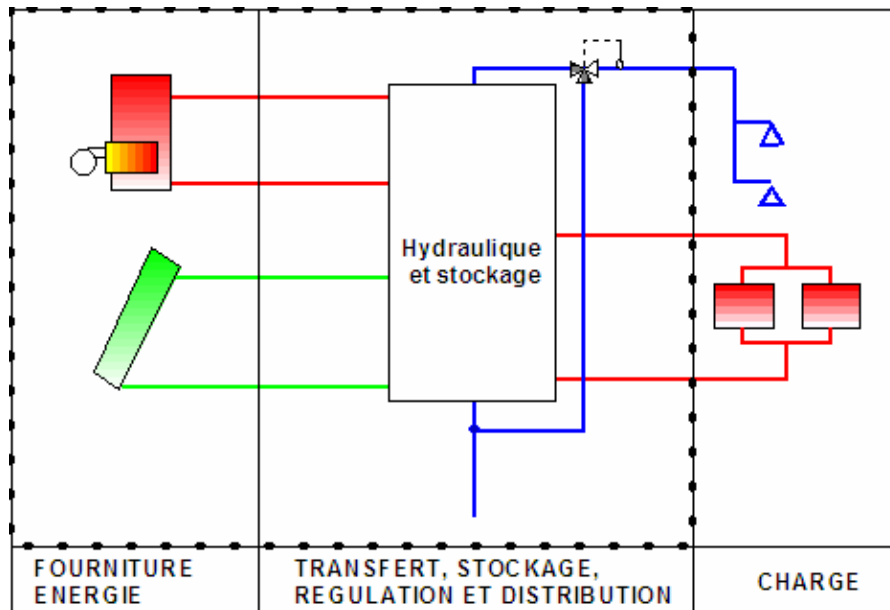 Hydraulique
et stockage
FOURNITURE
ENERGIE
TRANSFERT, STOCKAGE,
REGULATION ET DISTRIBUTION
CHARGE